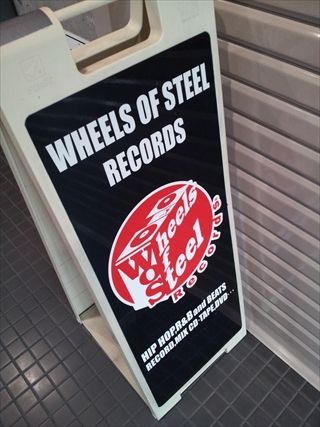 WHEELS OF STEEL
RECORDS
Wheels
of
Steel
RECORDS
HIP HOP,R&B and BEATS
RECORD,MIX CD-TAPE,DVD...